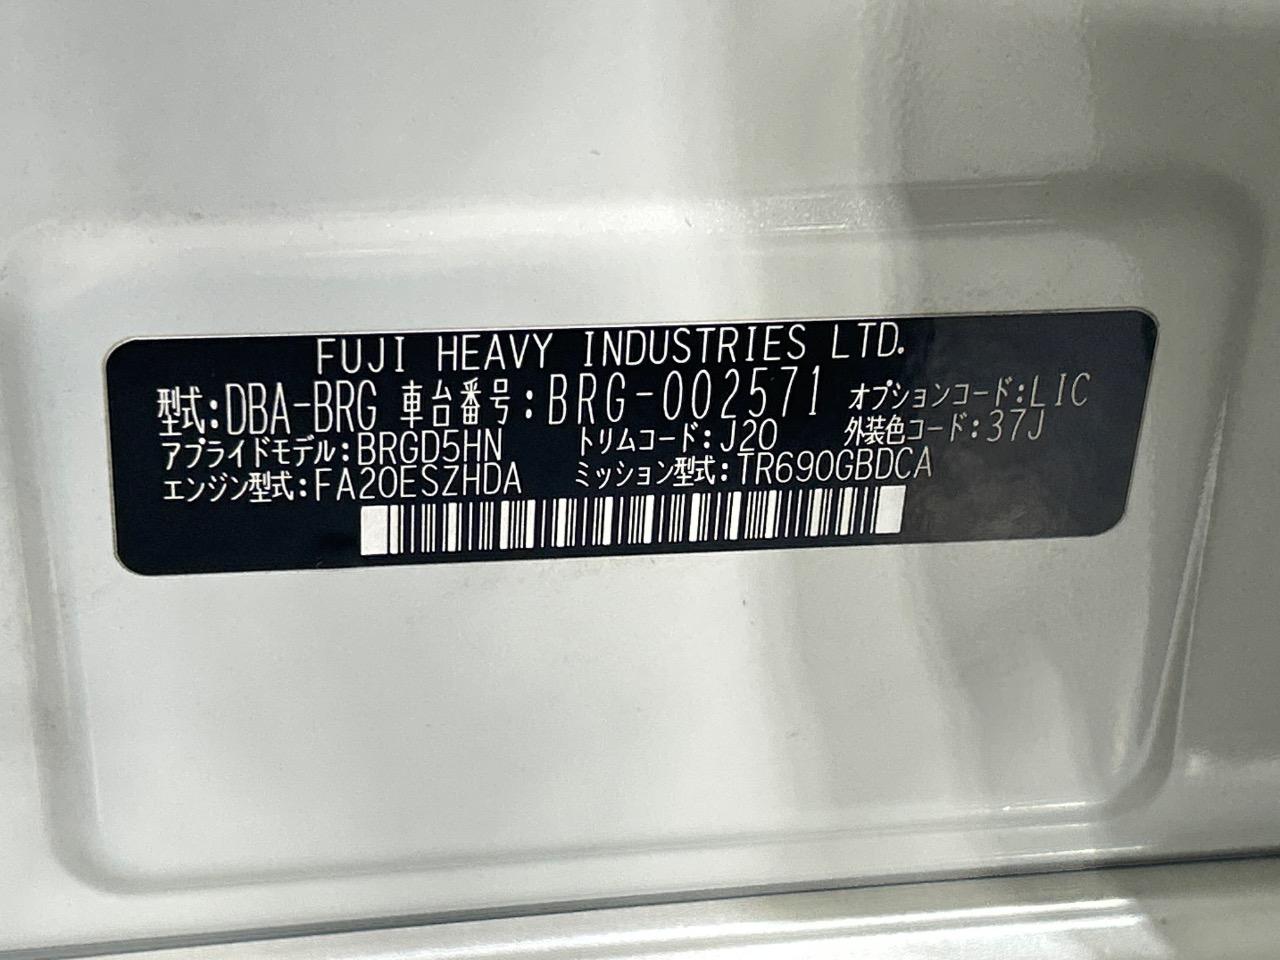 FUJI HEAVY INDUSTRIES LTD.
型式:DBA-BRG 車台番号:BRG-002571 オプションコード:LIC
アプライドモデル:BRGD5HN トリムコード:J20 外装色コード:37J
エンジン型式:FA20ESZHDA ミッション型式:TR690GBDCA